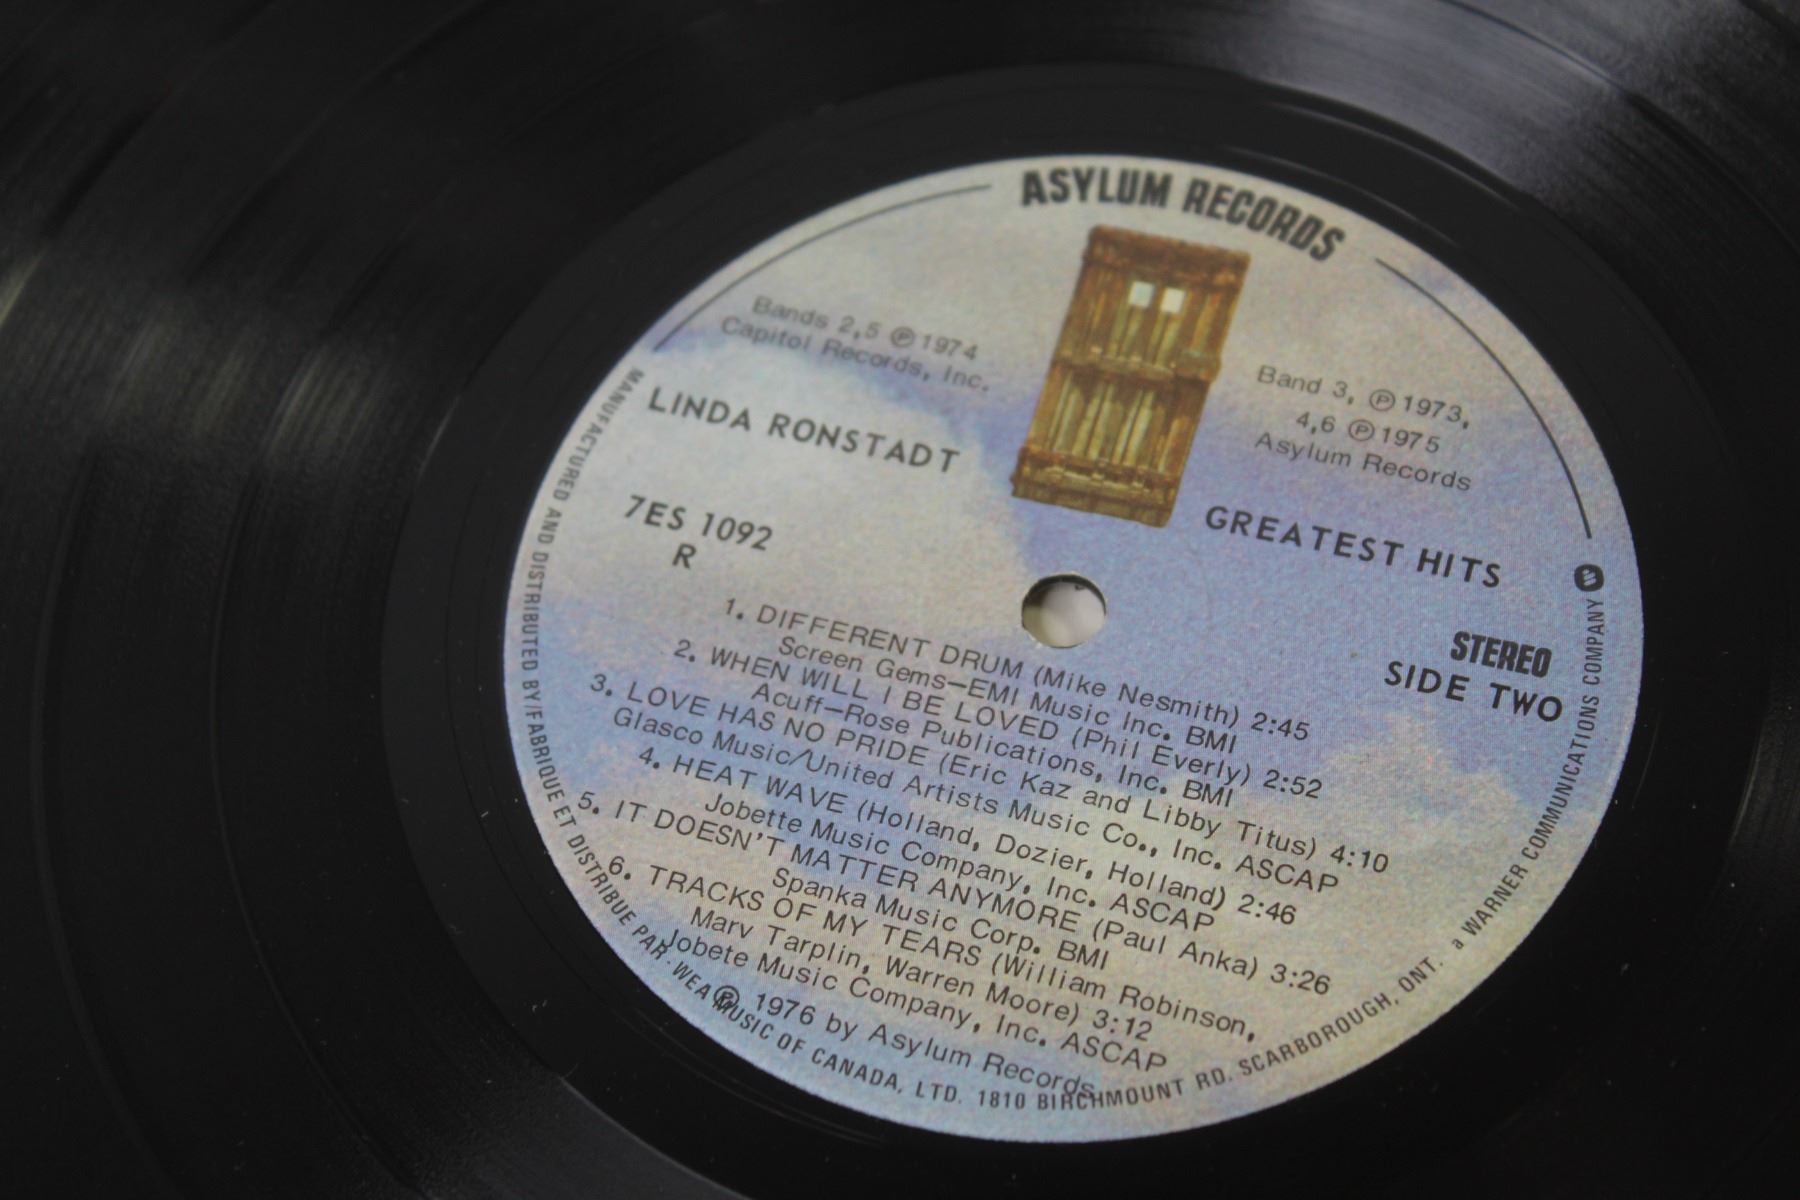 ASYLUM RECORDS
Bands 2,5 ℗ 1974
Capitol Records, Inc.
Band 3, ℗ 1973,
4,6 ℗ 1975
Asylum Records
LINDA RONSTADT
GREATEST HITS
7ES 1092
R
STEREO
SIDE TWO
1. DIFFERENT DRUM (Mike Nesmith) 2:45
Screen Gems—EMI Music Inc. BMI
2. WHEN WILL I BE LOVED (Phil Everly) 2:52
Acuff—Rose Publications, Inc. BMI
3. LOVE HAS NO PRIDE (Eric Kaz and Libby Titus) 4:10
Glasco Music/United Artists Music Co., Inc. ASCAP
4. HEAT WAVE (Holland, Dozier, Holland) 2:46
Jobette Music Company, Inc. ASCAP
5. IT DOESN'T MATTER ANYMORE (Paul Anka) 3:26
Spanka Music Corp. BMI
6. TRACKS OF MY TEARS (William Robinson,
Marv Tarplin, Warren Moore) 3:12
Jobete Music Company, Inc. ASCAP
℗ 1976 by Asylum Records
MANUFACTURED AND DISTRIBUTED BY/FABRIQUE ET DISTRIBUE PAR · WEA MUSIC OF CANADA, LTD. 1810 BIRCHMOUNT RD. SCARBOROUGH, ONT. a WARNER COMMUNICATIONS COMPANY